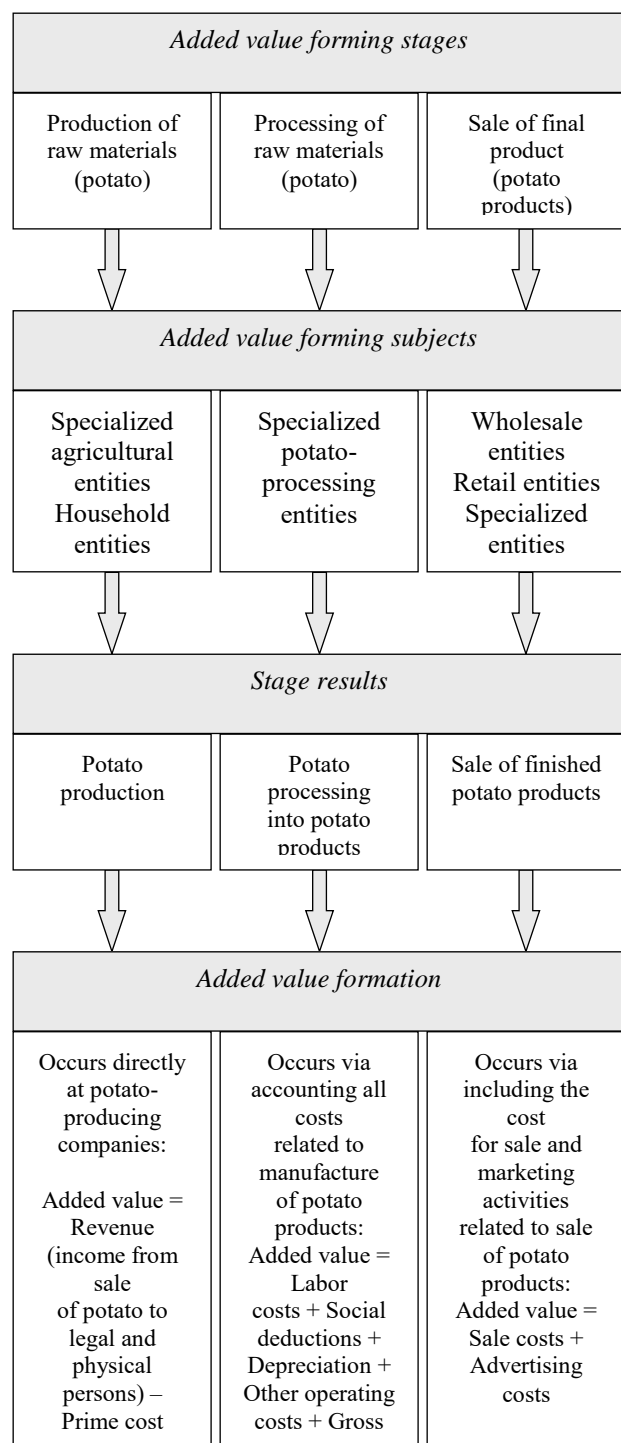 Added value forming stages
Production of
raw materials
(potato)
Processing of
raw materials
(potato)
Sale of final
product
(potato
products)
Added value forming subjects
Specialized
agricultural
entities
Household
entities
Specialized
potato-
processing
entities
Wholesale
entities
Retail entities
Specialized
entities
Stage results
Potato
production
Potato
processing
into potato
products
Sale of finished
potato products
Added value formation
Occurs directly
at potato-
producing
companies:
Added value =
Revenue
(income from
sale
of potato to
legal and
physical
persons) –
Prime cost
Occurs via
accounting all
costs
related to
manufacture
of potato
products:
Added value =
Labor
costs + Social
deductions +
Depreciation +
Other operating
costs + Gross
Occurs via
including the
cost
for sale and
marketing
activities
related to sale
of potato
products:
Added value =
Sale costs +
Advertising
costs